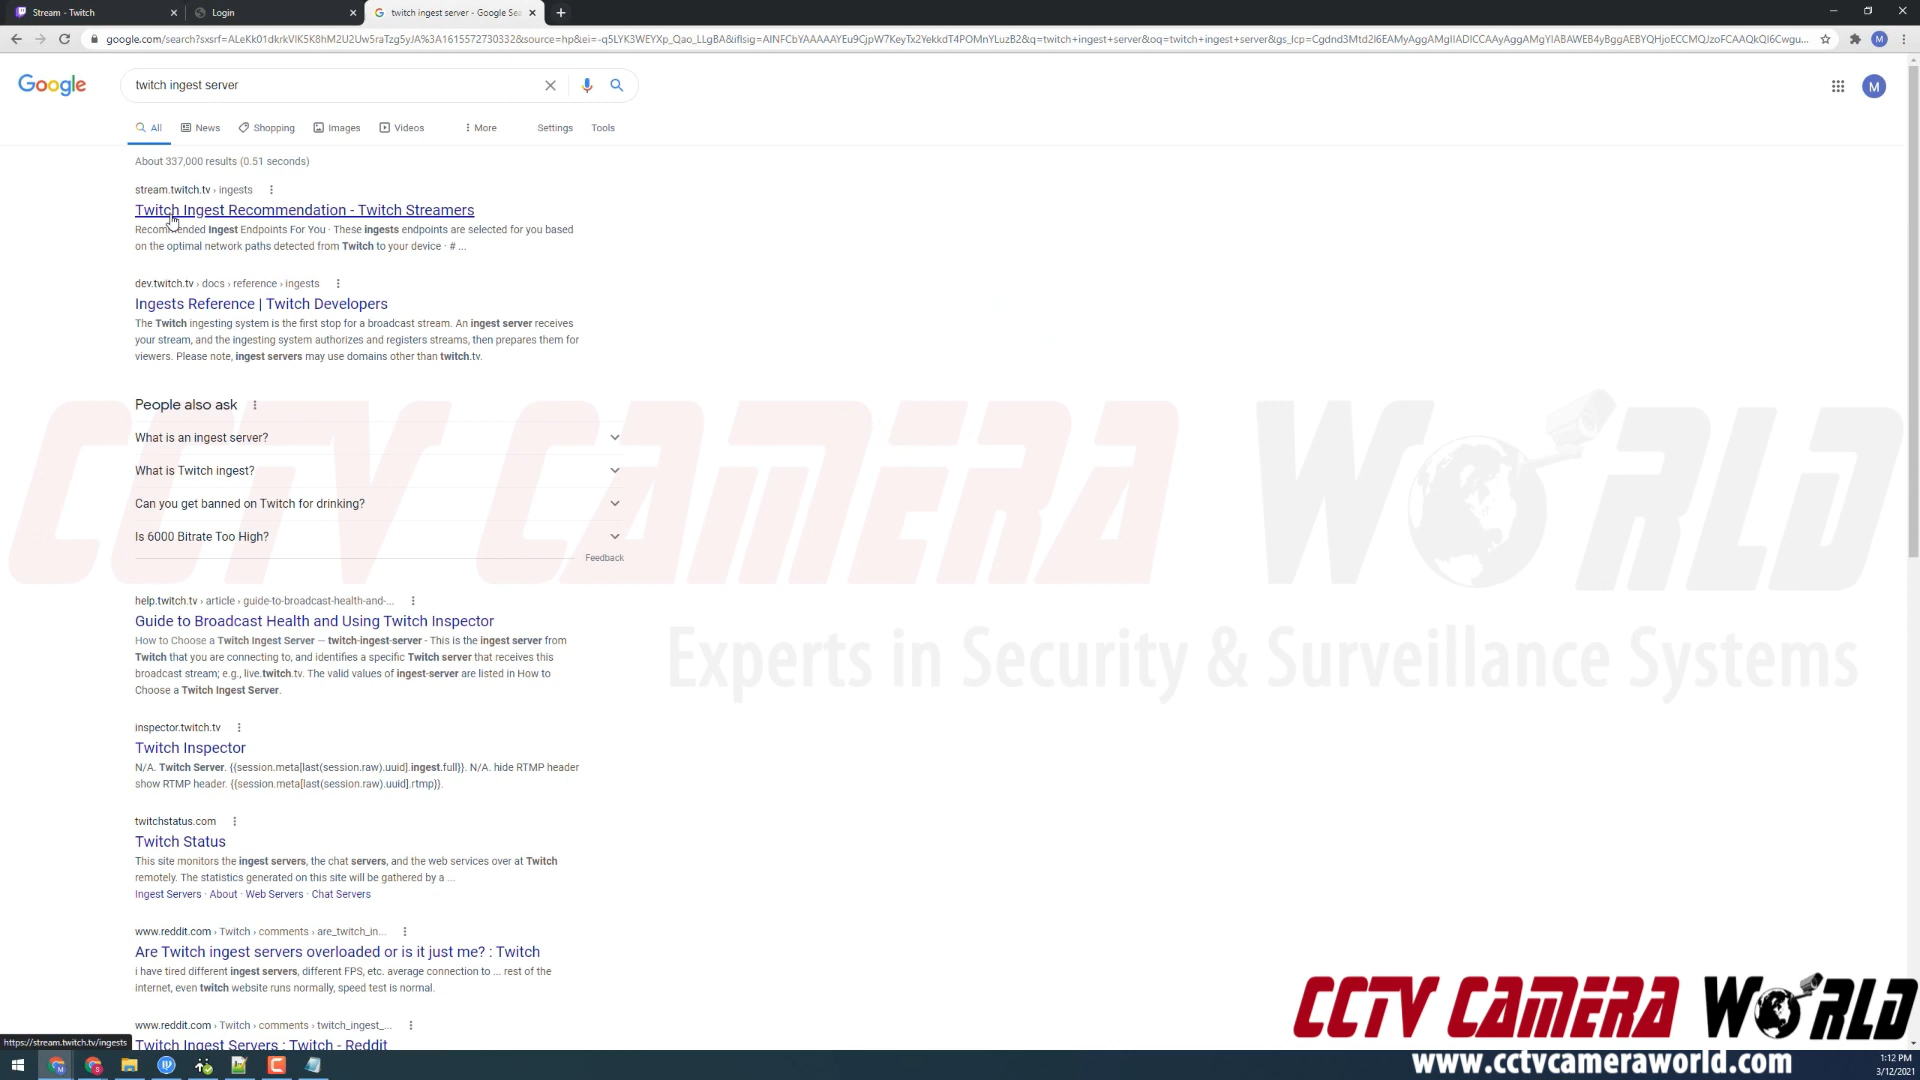 Stream - Twitch
Login
twitch ingest server - Google Sea
google.com/search?sxsrf=ALeKk01dkrkVIK5K8hM2U2Uw5raTzg5yJA%3A1615572730332&source=hp&ei=-q5LYK3WEYXp_Qao_LLgBA&iflsig=AINFCbYAAAAAYEu9CjpW7KeyTx2YekkdT4POMnYLuzB2&q=twitch+ingest+server&oq=twitch+ingest+server&gs_lcp=Cgdnd3Mtd2l6EAMyAggAMgIIADICCAAyAggAMgYIABAWEB4yBggAEBYQHjoECCMQJzoFCAAQkQI6Cwgu...
Google
twitch ingest server
M
All
News
Shopping
Images
Videos
More
Settings
Tools
About 337,000 results (0.51 seconds)
stream.twitch.tv › ingests
Twitch Ingest Recommendation - Twitch Streamers
Recommended Ingest Endpoints For You · These ingests endpoints are selected for you based
on the optimal network paths detected from Twitch to your device · # ...
dev.twitch.tv › docs › reference › ingests
Ingests Reference | Twitch Developers
The Twitch ingesting system is the first stop for a broadcast stream. An ingest server receives
your stream, and the ingesting system authorizes and registers streams, then prepares them for
viewers. Please note, ingest servers may use domains other than twitch.tv.
People also ask
What is an ingest server?
What is Twitch ingest?
Can you get banned on Twitch for drinking?
Is 6000 Bitrate Too High?
Feedback
CCTV CAMERA WORLD
Experts in Security & Surveillance Systems
help.twitch.tv › article › guide-to-broadcast-health-and-...
Guide to Broadcast Health and Using Twitch Inspector
How to Choose a Twitch Ingest Server — twitch-ingest-server - This is the ingest server from
Twitch that you are connecting to, and identifies a specific Twitch server that receives this
broadcast stream; e.g., live.twitch.tv. The valid values of ingest-server are listed in How to
Choose a Twitch Ingest Server.
inspector.twitch.tv
Twitch Inspector
N/A. Twitch Server. {{session.meta[last(session.raw).uuid].ingest.full}}. N/A. hide RTMP header
show RTMP header. {{session.meta[last(session.raw).uuid].rtmp}}.
twitchstatus.com
Twitch Status
This site monitors the ingest servers, the chat servers, and the web services over at Twitch
remotely. The statistics generated on this site will be gathered by a ...
Ingest Servers · About · Web Servers · Chat Servers
www.reddit.com › Twitch › comments › are_twitch_in...
Are Twitch ingest servers overloaded or is it just me? : Twitch
i have tired different ingest servers, different FPS, etc. average connection to ... rest of the
internet, even twitch website runs normally, speed test is normal.
www.reddit.com › Twitch › comments › twitch_ingest_...
Twitch Ingest Servers : Twitch - Reddit
https://stream.twitch.tv/ingests
CCTV CAMERA WORLD
www.cctvcameraworld.com
1:12 PM
3/12/2021